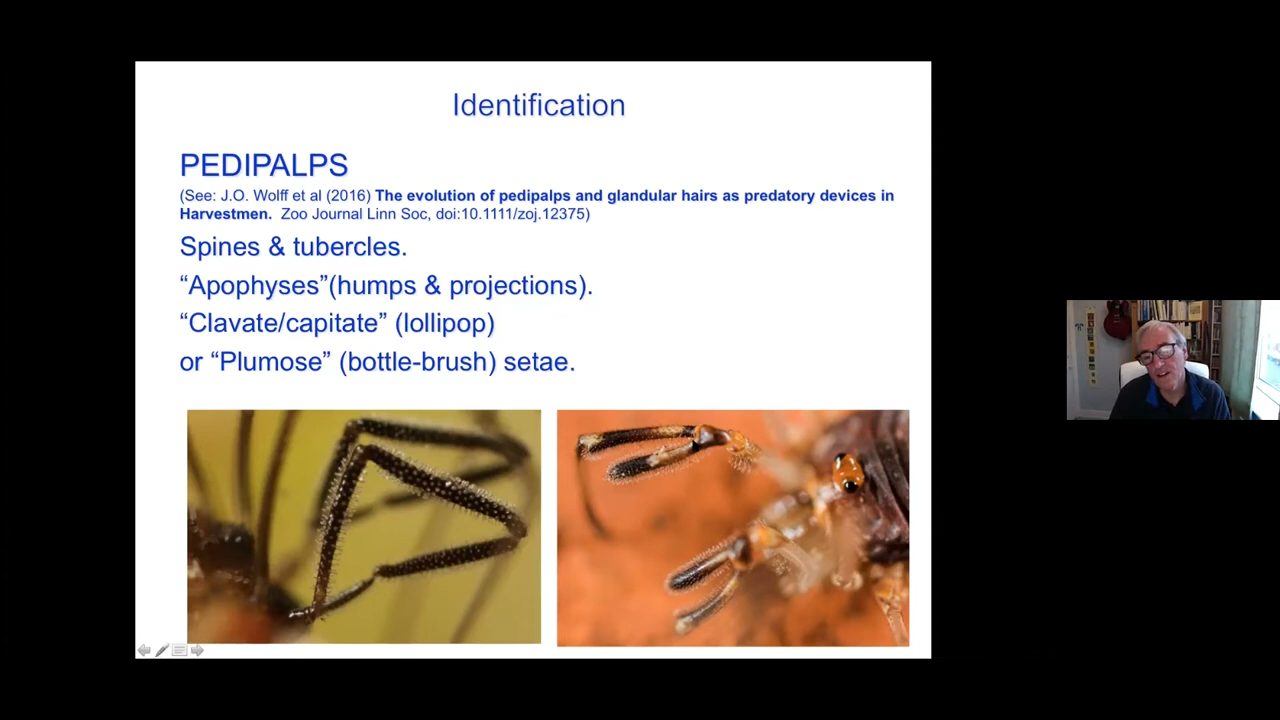 Identification
PEDIPALPS
(See: J.O. Wolff et al (2016) The evolution of pedipalps and glandular hairs as predatory devices in
Harvestmen. Zoo Journal Linn Soc, doi:10.1111/zoj.12375)
Spines & tubercles.
“Apophyses”(humps & projections).
“Clavate/capitate” (lollipop)
or “Plumose” (bottle-brush) setae.